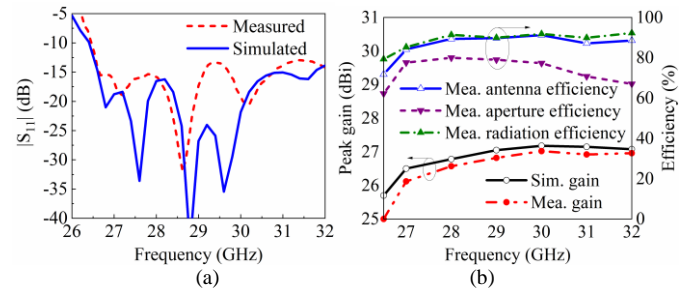 -5
-10
-15
-20
-25
-30
-35
-40
|S11| (dB)
Measured
Simulated
26 27 28 29 30 31 32
Frequency (GHz)
(a)
31
30
29
28
27
26
25
Peak gain (dBi)
Mea. antenna efficiency
Mea. aperture efficiency
Mea. radiation efficiency
Sim. gain
Mea. gain
100
80
60
40
20
0
Efficiency (%)
27 28 29 30 31 32
Frequency (GHz)
(b)